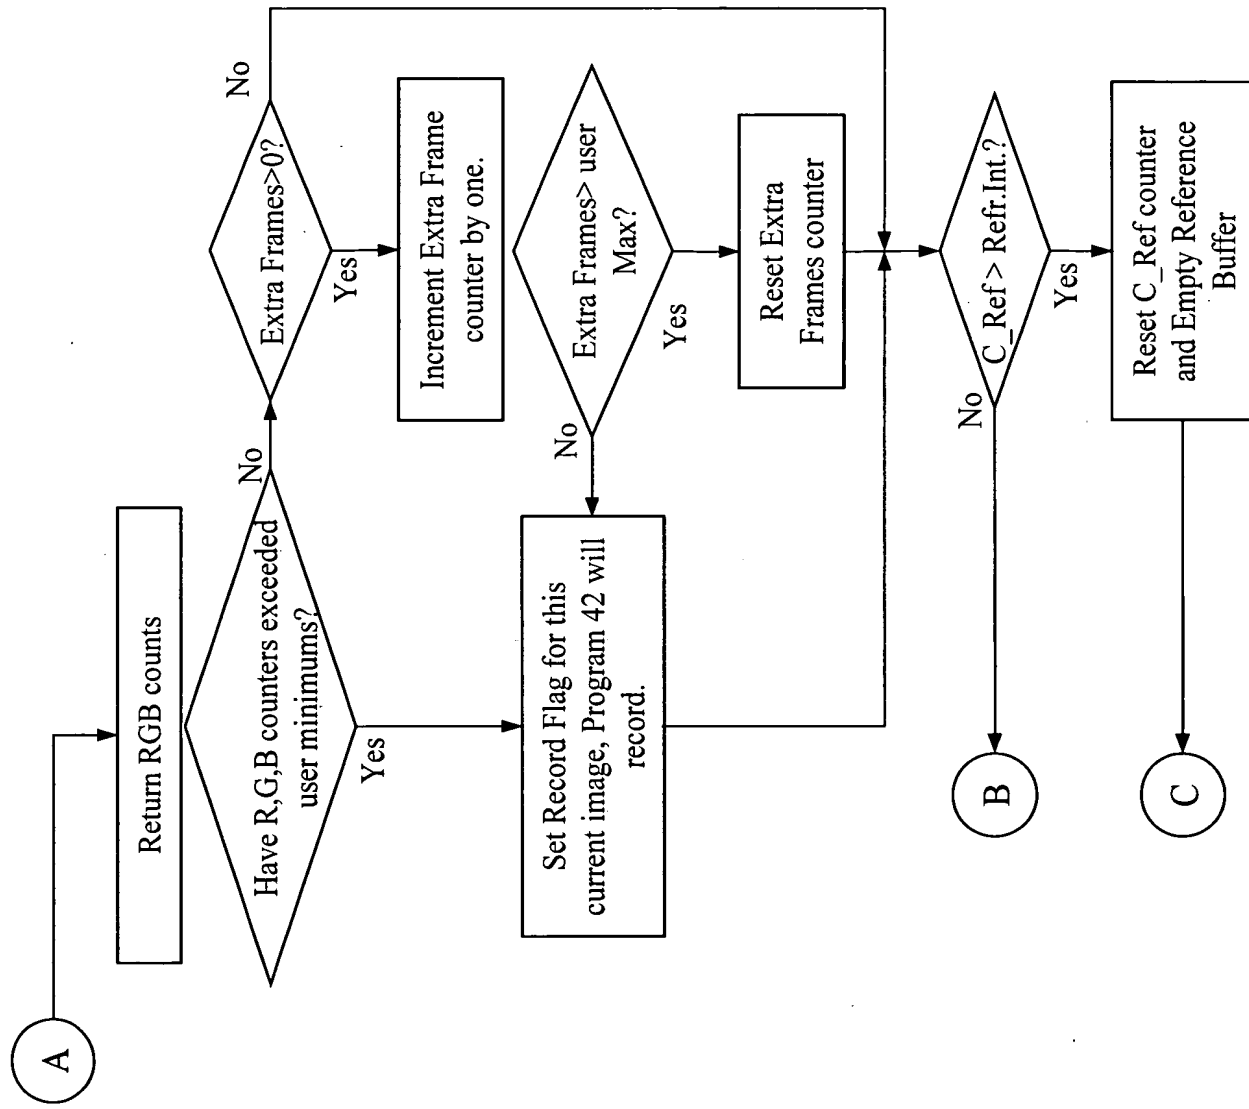 A
Return RGB counts
Have R,G,B counters exceeded
user minimums?
No
Yes
Extra Frames>0?
No
Yes
Increment Extra Frame
counter by one.
Extra Frames> user
Max?
No
Yes
Set Record Flag for this
current image, Program 42 will
record.
Reset Extra
Frames counter
C_Ref > Refr.Int.?
No
Yes
B
Reset C_Ref counter
and Empty Reference
Buffer
C